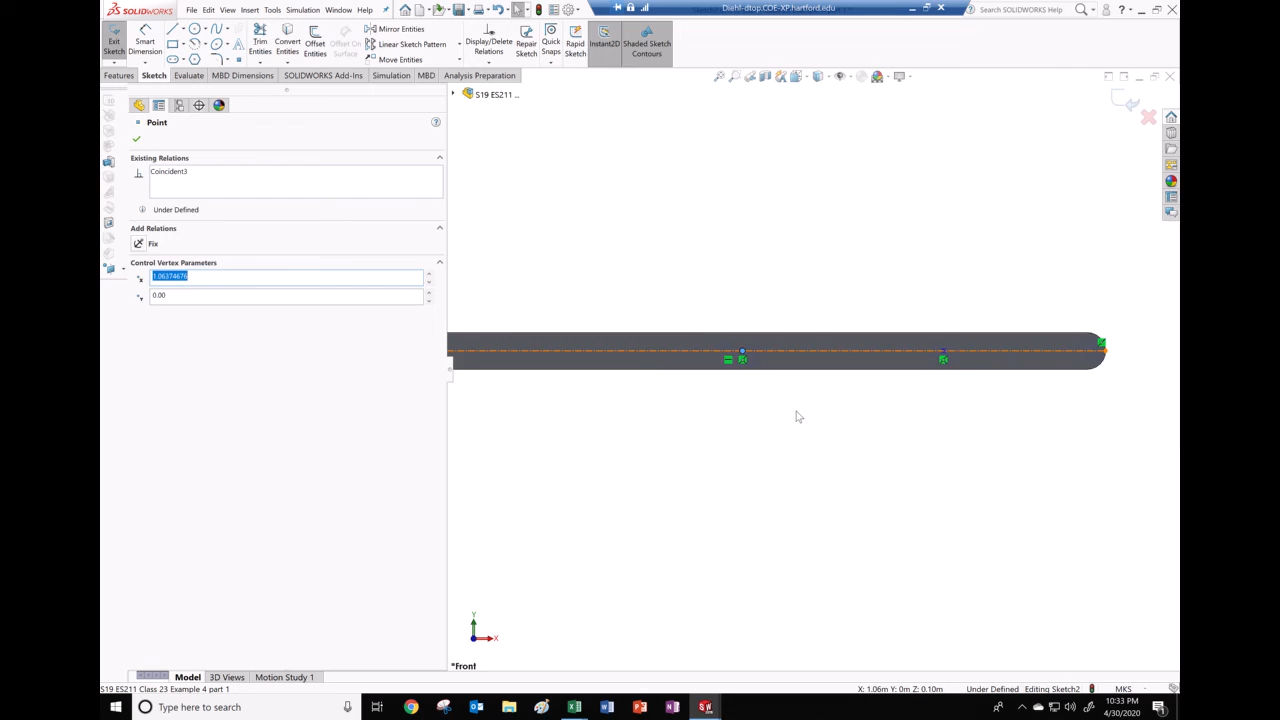 SOLIDWORKS
File Edit View Insert Tools Simulation Window Help
Diehl-dtop.COE-XP.hartford.edu
Search SOLIDWORKS Help
Exit Sketch
Smart Dimension
Trim Entities
Convert Entities
Offset Entities
Offset On Surface
Mirror Entities
Linear Sketch Pattern
Move Entities
Display/Delete Relations
Repair Sketch
Quick Snaps
Rapid Sketch
Instant2D
Shaded Sketch Contours
Features Sketch Evaluate MBD Dimensions SOLIDWORKS Add-Ins Simulation MBD Analysis Preparation
S19 ES211 ...
Point
Existing Relations
Coincident3
Under Defined
Add Relations
Fix
Control Vertex Parameters
1.06374676
0.00
Y
X
*Front
Model 3D Views Motion Study 1
S19 ES211 Class 23 Example 4 part 1
X: 1.06m Y: 0m Z: 0.10m Under Defined Editing Sketch2 MKS
Type here to search
10:33 PM
4/30/2020